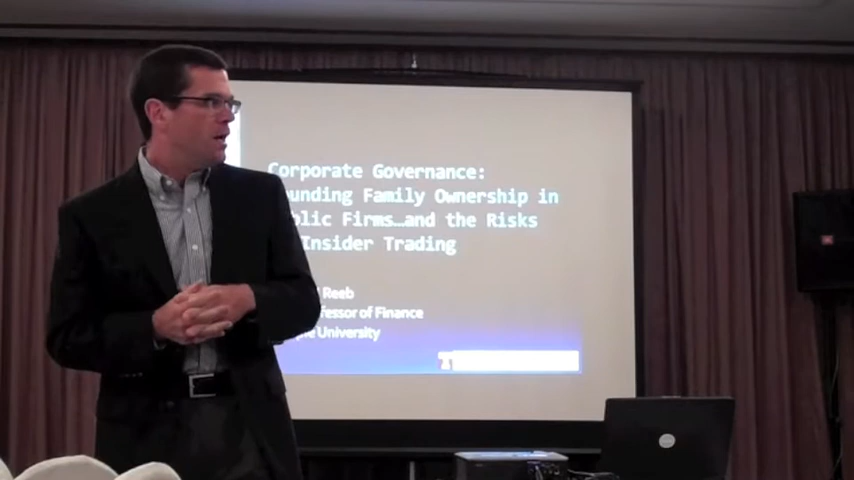 Corporate Governance:
unding Family Ownership in
blic Firms...and the Risks
Insider Trading
Reeb
fessor of Finance
ple University)
JBL